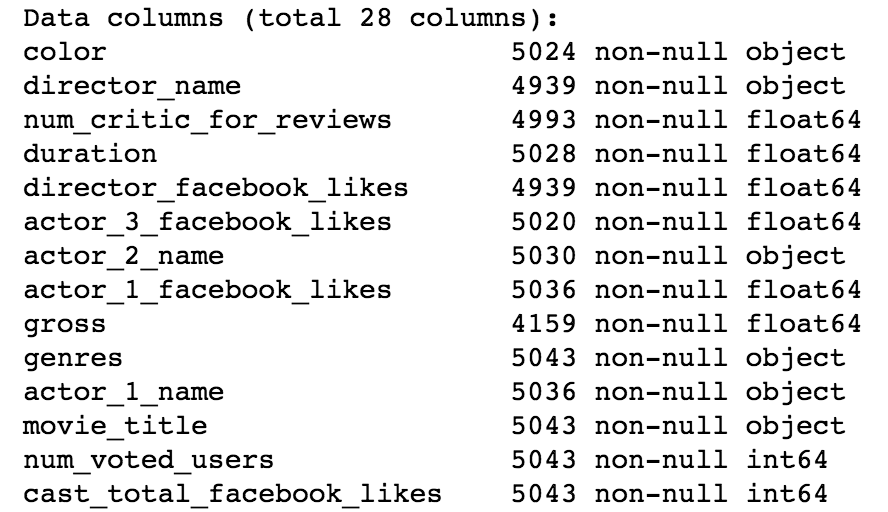 Data columns (total 28 columns):
color 5024 non-null object
director_name 4939 non-null object
num_critic_for_reviews 4993 non-null float64
duration 5028 non-null float64
director_facebook_likes 4939 non-null float64
actor_3_facebook_likes 5020 non-null float64
actor_2_name 5030 non-null object
actor_1_facebook_likes 5036 non-null float64
gross 4159 non-null float64
genres 5043 non-null object
actor_1_name 5036 non-null object
movie_title 5043 non-null object
num_voted_users 5043 non-null int64
cast_total_facebook_likes 5043 non-null int64